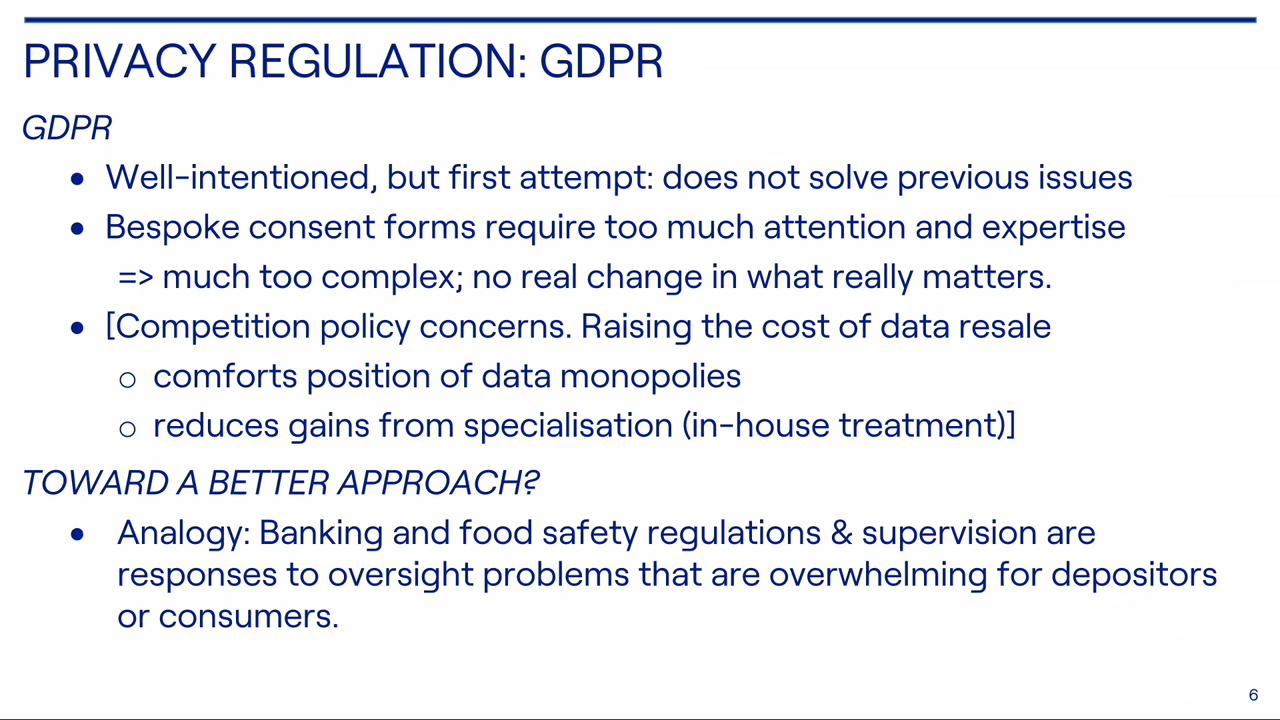 PRIVACY REGULATION: GDPR
GDPR
• Well-intentioned, but first attempt: does not solve previous issues
• Bespoke consent forms require too much attention and expertise
=> much too complex; no real change in what really matters.
• [Competition policy concerns. Raising the cost of data resale
o comforts position of data monopolies
o reduces gains from specialisation (in-house treatment)]
TOWARD A BETTER APPROACH?
• Analogy: Banking and food safety regulations & supervision are
responses to oversight problems that are overwhelming for depositors
or consumers.
6